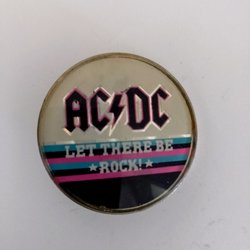 AC⚡DC
LET THERE BE
★ROCK!★